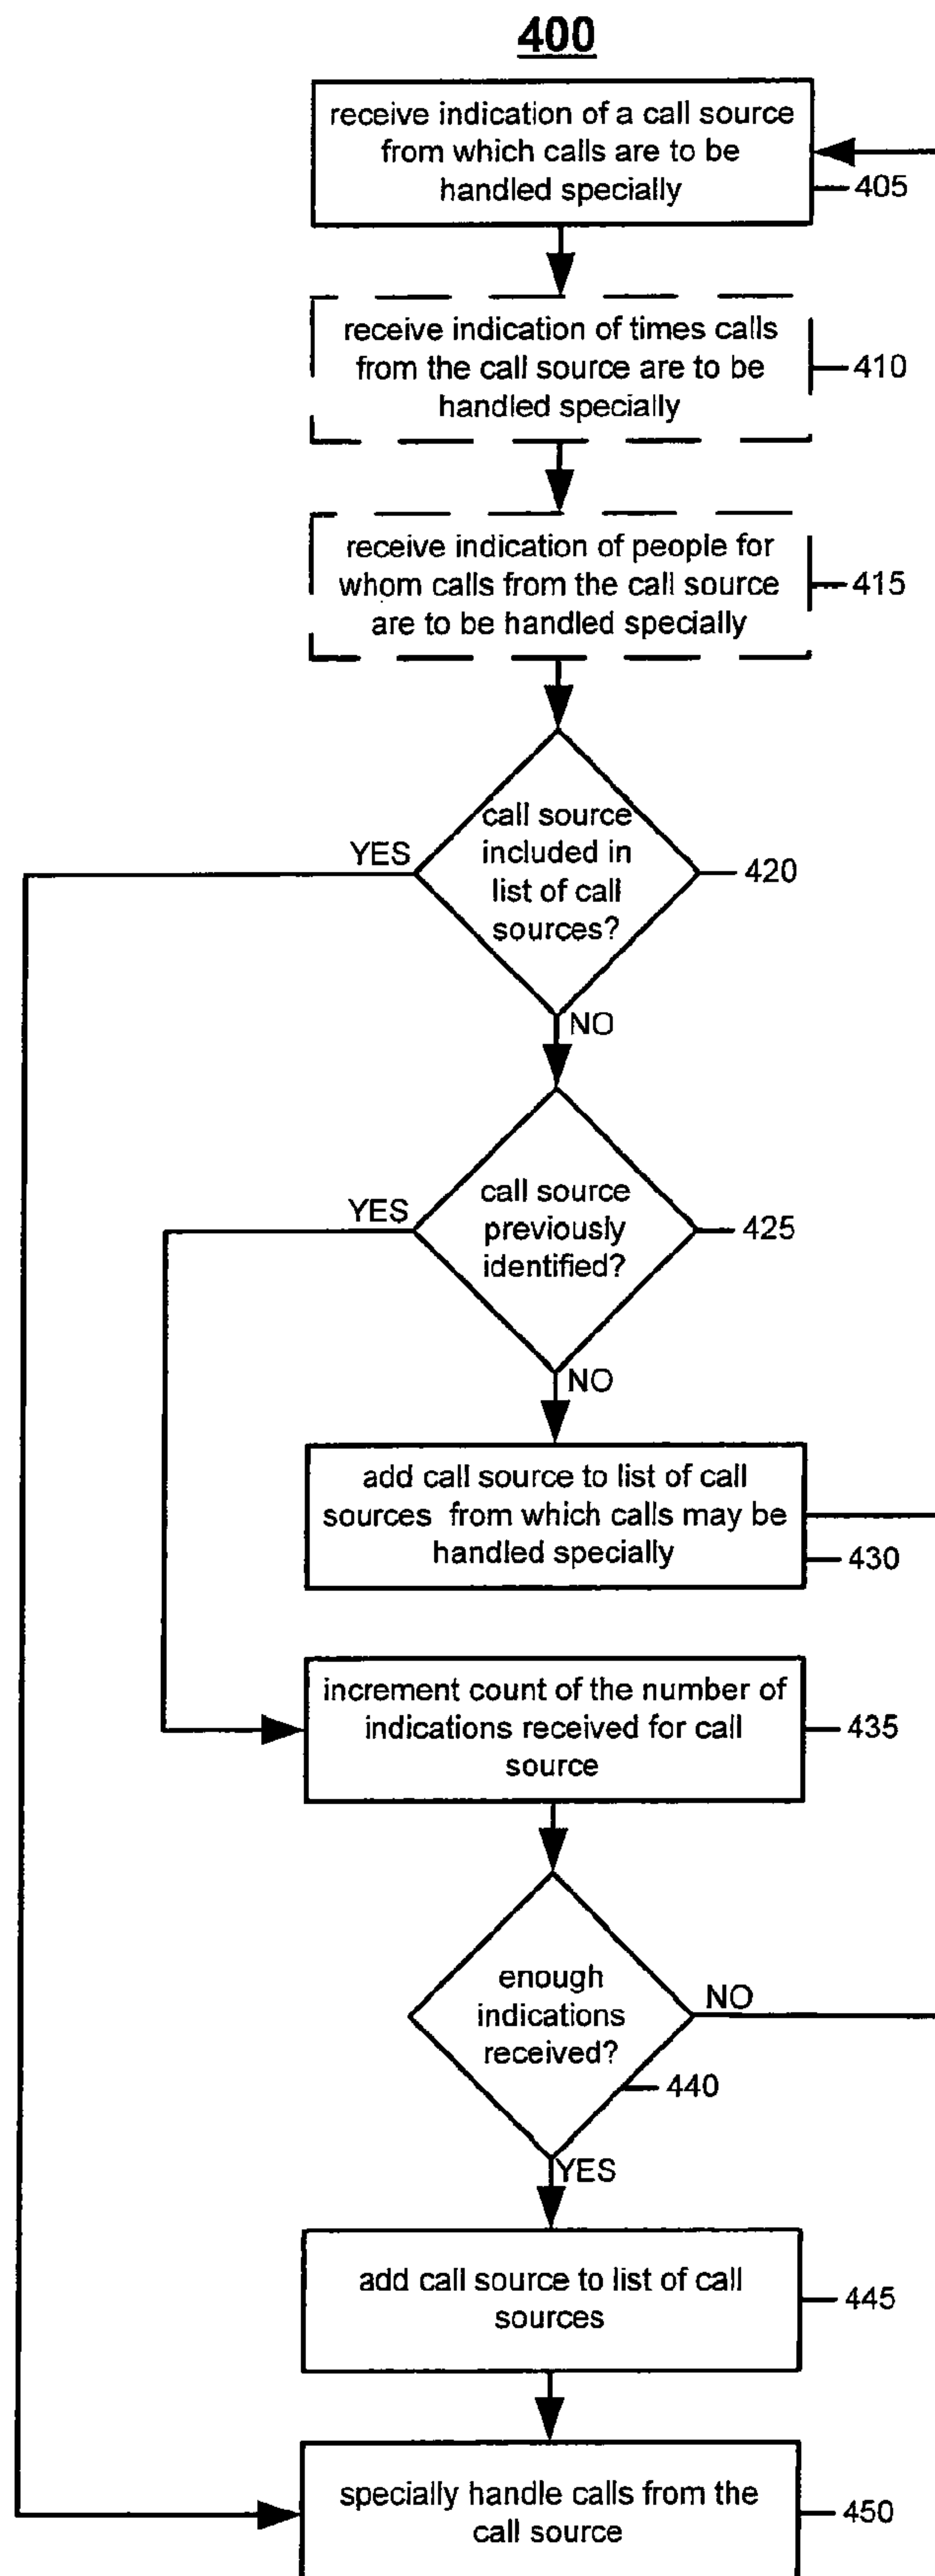 400
receive indication of a call source
from which calls are to be
handled specially
405
receive indication of times calls
from the call source are to be
handled specially
410
receive indication of people for
whom calls from the call source
are to be handled specially
415
call source
included in
list of call
sources?
YES
420
NO
call source
previously
identified?
YES
425
NO
add call source to list of call
sources from which calls may be
handled specially
430
increment count of the number of
indications received for call
source
435
enough
indications
received?
NO
440
YES
add call source to list of call
sources
445
specially handle calls from the
call source
450